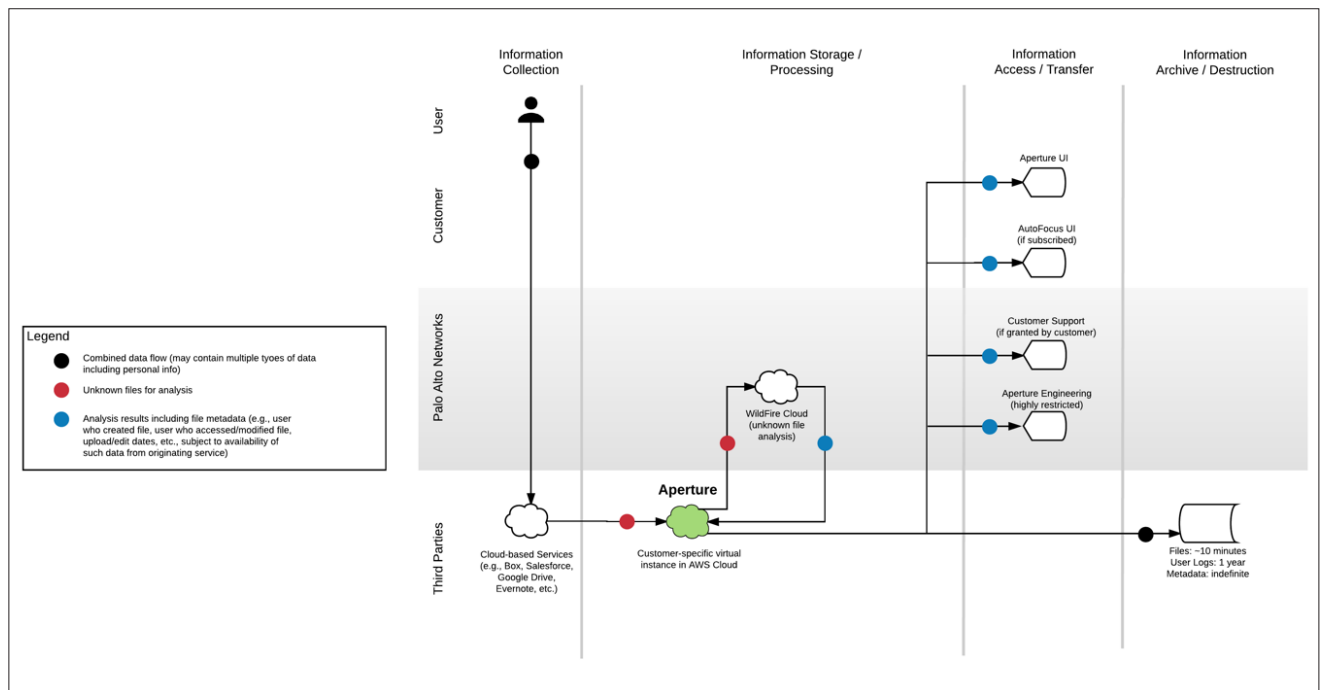 Information
Collection
Information Storage /
Processing
Information
Access / Transfer
Information
Archive / Destruction
User
Customer
Palo Alto Networks
Third Parties
Aperture UI
AutoFocus UI
(if subscribed)
Customer Support
(if granted by customer)
Aperture Engineering
(highly restricted)
WildFire Cloud
(unknown file
analysis)
Aperture
Customer-specific virtual
instance in AWS Cloud
Cloud-based Services
(e.g., Box, Salesforce,
Google Drive,
Evernote, etc.)
Files: ~10 minutes
User Logs: 1 year
Metadata: indefinite
Legend
Combined data flow (may contain multiple tyoes of data
including personal info)
Unknown files for analysis
Analysis results including file metadata (e.g., user
who created file, user who accessed/modified file,
upload/edit dates, etc., subject to availability of
such data from originating service)